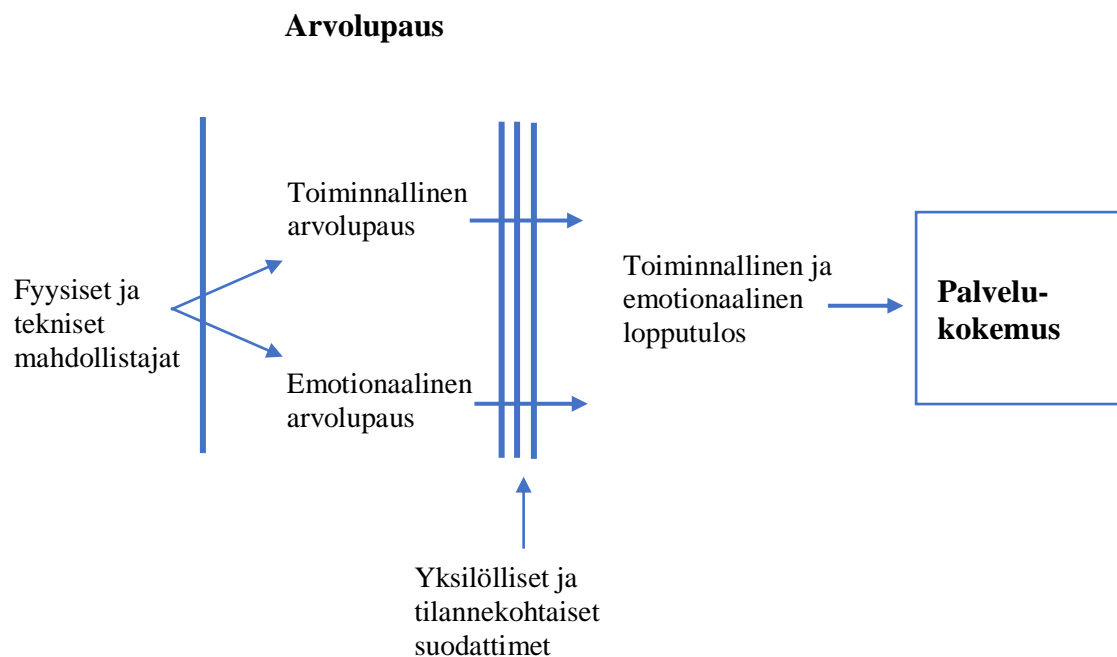 Arvolupaus
Toiminnallinen
arvolupaus
Fyysiset ja
tekniset
mahdollistajat
Emotionaalinen
arvolupaus
Toiminnallinen ja
emotionaalinen
lopputulos
Palvelu-
kokemus
Yksilölliset ja
tilannekohtaiset
suodattimet